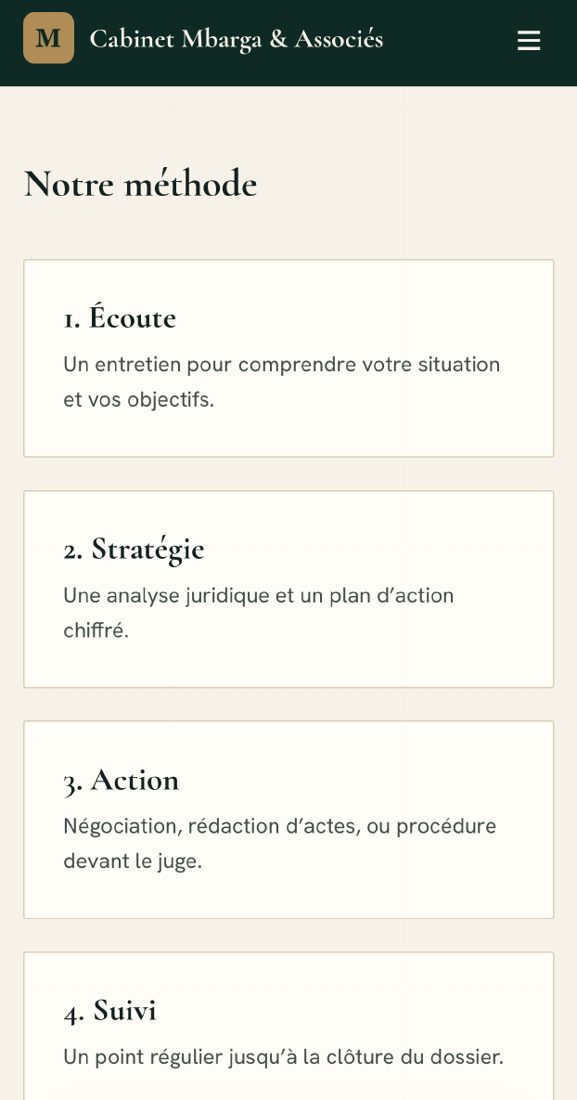 M Cabinet Mbarga & Associés
Notre méthode
1. Écoute
Un entretien pour comprendre votre situation
et vos objectifs.
2. Stratégie
Une analyse juridique et un plan d’action
chiffré.
3. Action
Négociation, rédaction d’actes, ou procédure
devant le juge.
4. Suivi
Un point régulier jusqu’à la clôture du dossier.